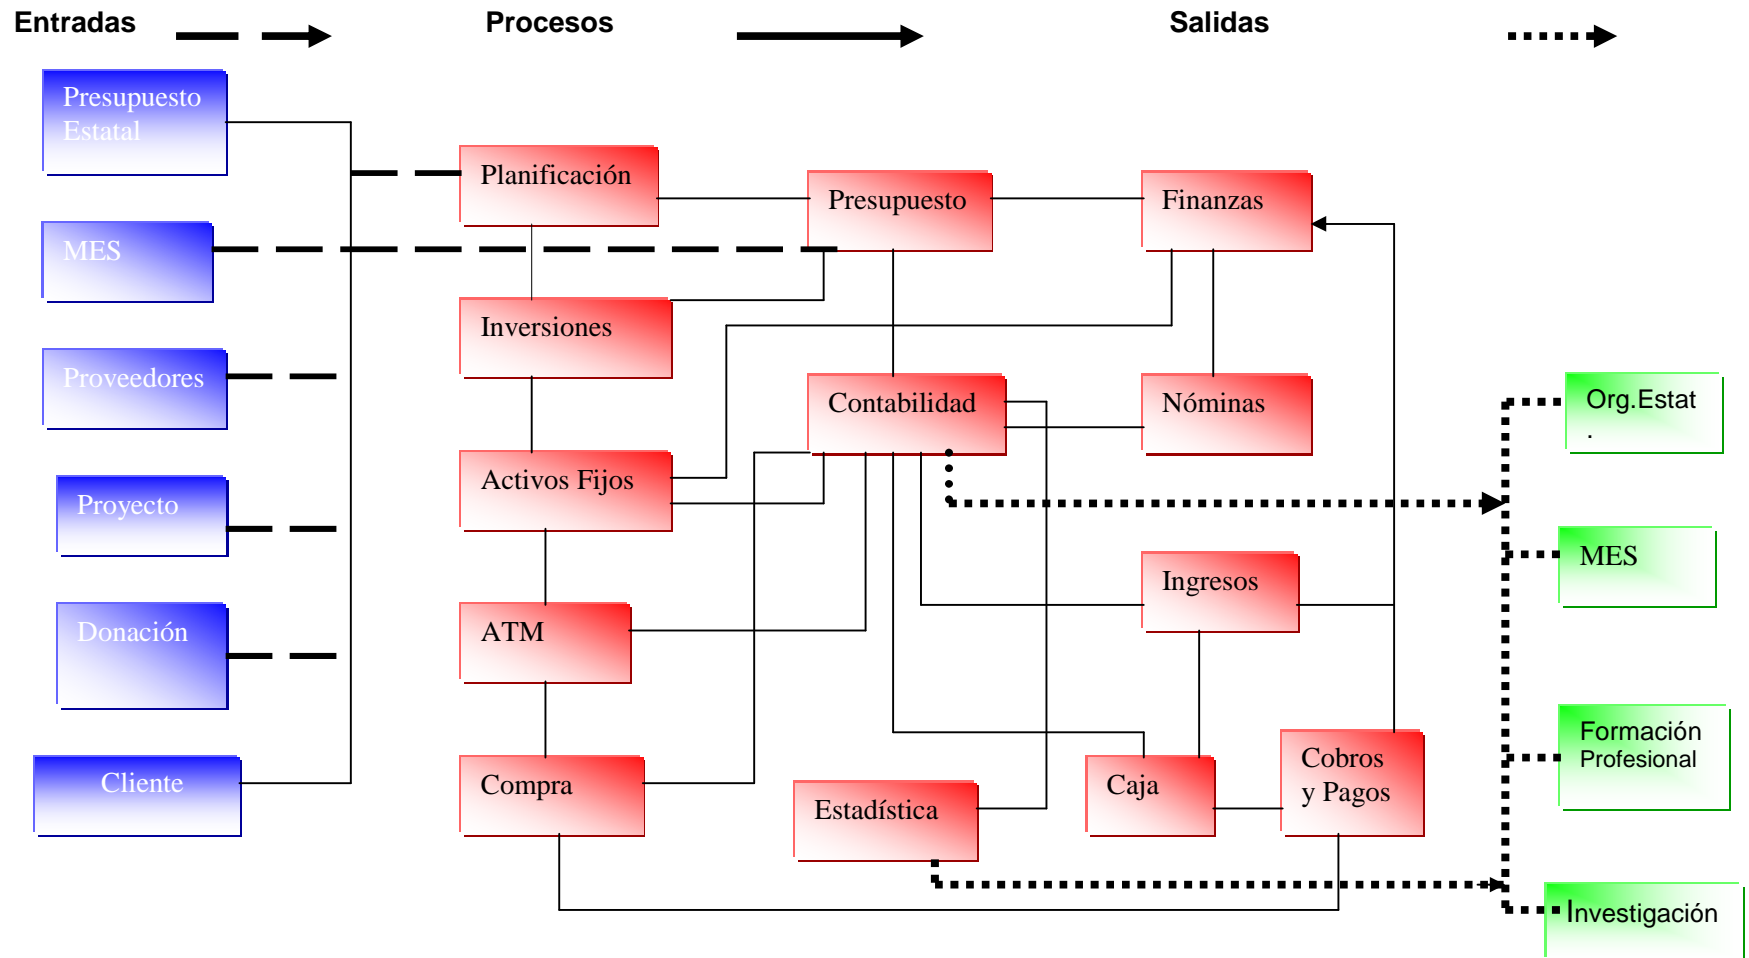 Entradas
Procesos
Salidas
Presupuesto
Estatal
MES
Proveedores
Proyecto
Donación
Cliente
Planificación
Inversiones
Activos Fijos
ATM
Compra
Presupuesto
Contabilidad
Estadística
Finanzas
Nóminas
Ingresos
Caja
Cobros
y Pagos
Org.Estat
.
MES
Formación
Profesional
Investigación